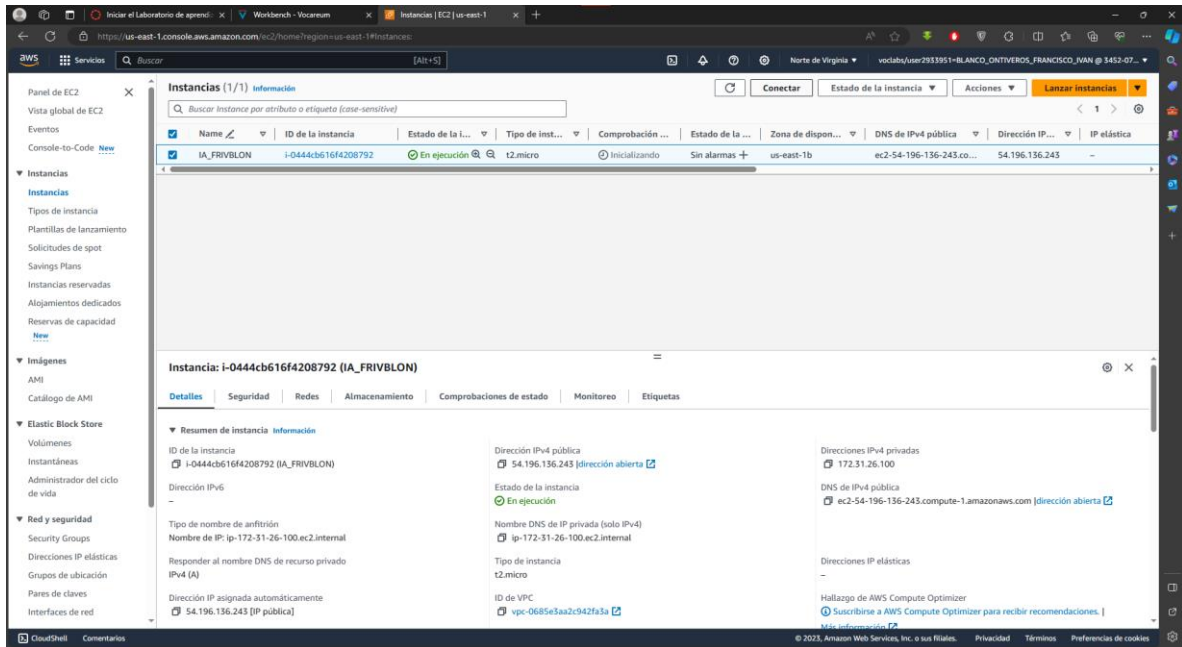 Iniciar el Laboratorio de aprendi
Workbench - Vocareum
Instancias | EC2 | us-east-1
https://us-east-1.console.aws.amazon.com/ec2/home?region=us-east-1#Instances:
aws
Servicios
Buscar
[Alt+S]
Norte de Virginia
voclabs/user2933951=BLANCO_ONTIVEROS_FRANCISCO_IVAN @ 3452-07...
Panel de EC2
Vista global de EC2
Eventos
Console-to-Code New
Instancias
Instancias
Tipos de instancia
Plantillas de lanzamiento
Solicitudes de spot
Savings Plans
Instancias reservadas
Alojamientos dedicados
Reservas de capacidad
New
Imágenes
AMI
Catálogo de AMI
Elastic Block Store
Volúmenes
Instantáneas
Administrador del ciclo
de vida
Red y seguridad
Security Groups
Direcciones IP elásticas
Grupos de ubicación
Pares de claves
Interfaces de red
Instancias (1/1) Información
Conectar
Estado de la instancia
Acciones
Lanzar instancias
Buscar Instance por atributo o etiqueta (case-sensitive)
1
Name ID de la instancia Estado de la i... Tipo de inst... Comprobación ... Estado de la ... Zona de dispon... DNS de IPv4 pública Dirección IP... IP elástica
IA_FRIVBLON i-0444cb616f4208792 En ejecución t2.micro Inicializando Sin alarmas us-east-1b ec2-54-196-136-243.co... 54.196.136.243 –
Instancia: i-0444cb616f4208792 (IA_FRIVBLON)
Detalles Seguridad Redes Almacenamiento Comprobaciones de estado Monitoreo Etiquetas
Resumen de instancia Información
ID de la instancia
i-0444cb616f4208792 (IA_FRIVBLON)
Dirección IPv4 pública
54.196.136.243 |dirección abierta
Direcciones IPv4 privadas
172.31.26.100
Dirección IPv6
–
Estado de la instancia
En ejecución
DNS de IPv4 pública
ec2-54-196-136-243.compute-1.amazonaws.com |dirección abierta
Tipo de nombre de anfitrión
Nombre de IP: ip-172-31-26-100.ec2.internal
Nombre DNS de IP privada (solo IPv4)
ip-172-31-26-100.ec2.internal
Responder al nombre DNS de recurso privado
IPv4 (A)
Tipo de instancia
t2.micro
Direcciones IP elásticas
–
Dirección IP asignada automáticamente
54.196.136.243 [IP pública]
ID de VPC
vpc-0685e3aa2c942fa3a
Hallazgo de AWS Compute Optimizer
Suscribirse a AWS Compute Optimizer para recibir recomendaciones. |
Más información
CloudShell
Comentarios
© 2023, Amazon Web Services, Inc. o sus filiales.
Privacidad
Términos
Preferencias de cookies